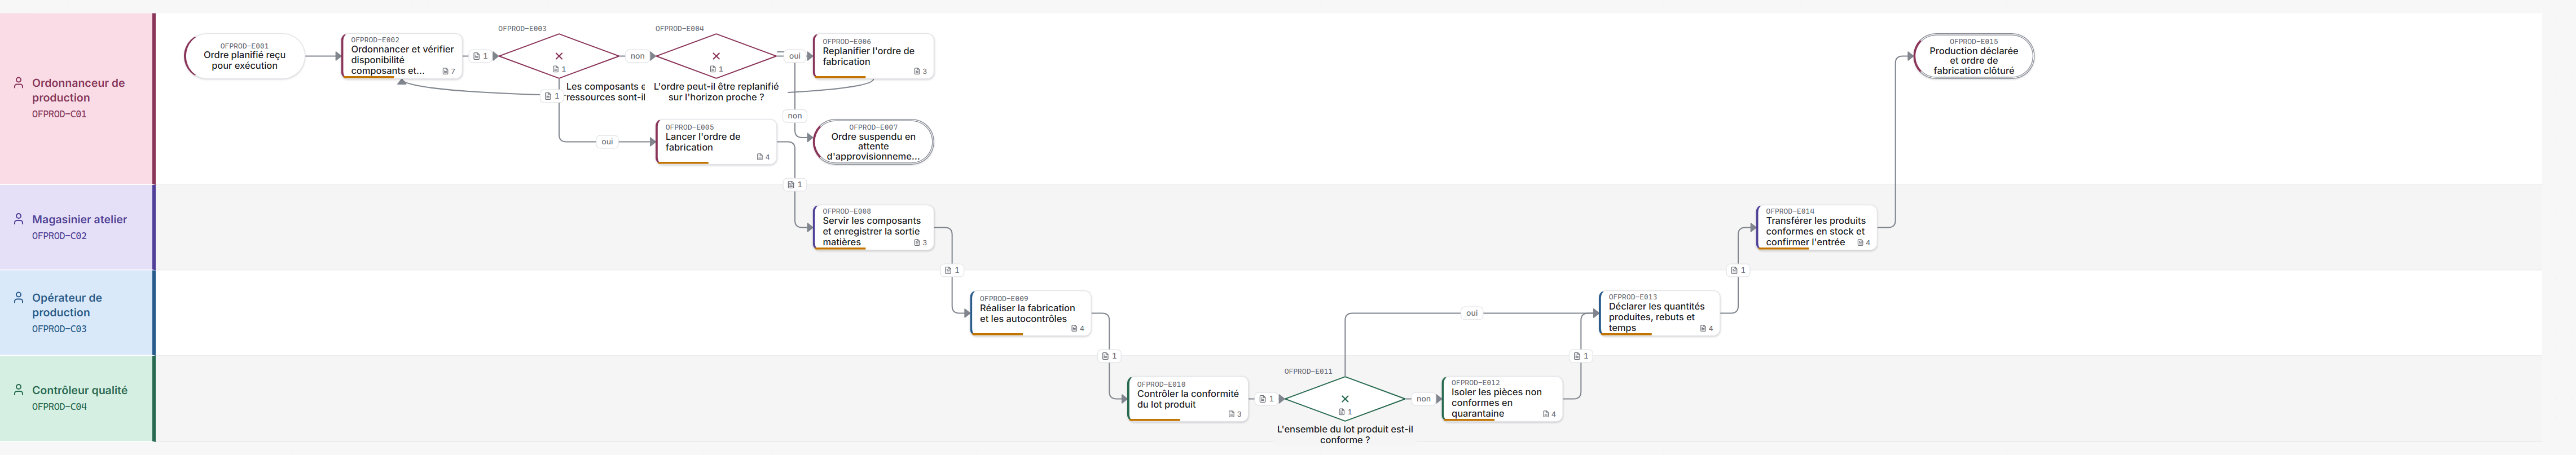 Ordonnanceur de
production
OFPROD-C01
OFPROD-E001
Ordre planifié reçu
pour exécution
OFPROD-E002
Ordonnancer et vérifier
disponibilité
composants et...
7
1
OFPROD-E003
1
Les composants e
ressources sont-il
non
OFPROD-E004
1
L'ordre peut-il être replanifié
sur l'horizon proche ?
oui
OFPROD-E006
Replanifier l'ordre de
fabrication
3
1
non
oui
OFPROD-E005
Lancer l'ordre de
fabrication
4
OFPROD-E007
Ordre suspendu en
attente
d'approvisionneme...
OFPROD-E015
Production déclarée
et ordre de
fabrication clôturé
1
Magasinier atelier
OFPROD-C02
OFPROD-E008
Servir les composants
et enregistrer la sortie
matières
3
OFPROD-E014
Transférer les produits
conformes en stock et
confirmer l'entrée
4
1
1
Opérateur de
production
OFPROD-C03
OFPROD-E009
Réaliser la fabrication
et les autocontrôles
4
oui
OFPROD-E013
Déclarer les quantités
produites, rebuts et
temps
4
1
1
Contrôleur qualité
OFPROD-C04
OFPROD-E010
Contrôler la conformité
du lot produit
3
1
OFPROD-E011
1
L'ensemble du lot produit est-il
conforme ?
non
OFPROD-E012
Isoler les pièces non
conformes en
quarantaine
4